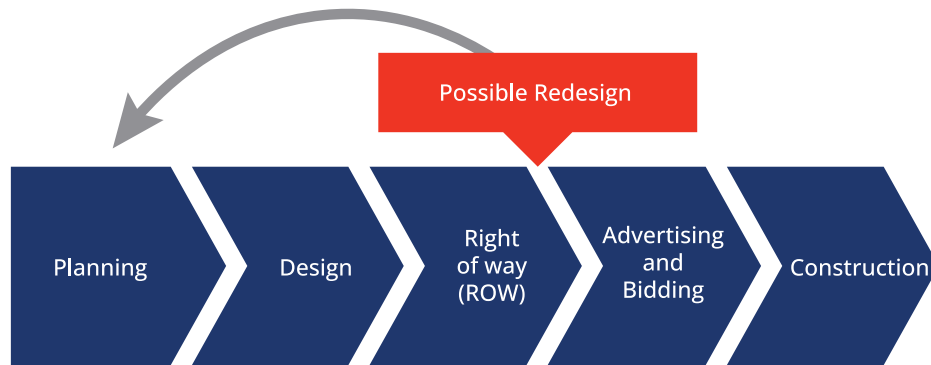 Possible Redesign
Planning
Design
Right
of way
(ROW)
Advertising
and
Bidding
Construction